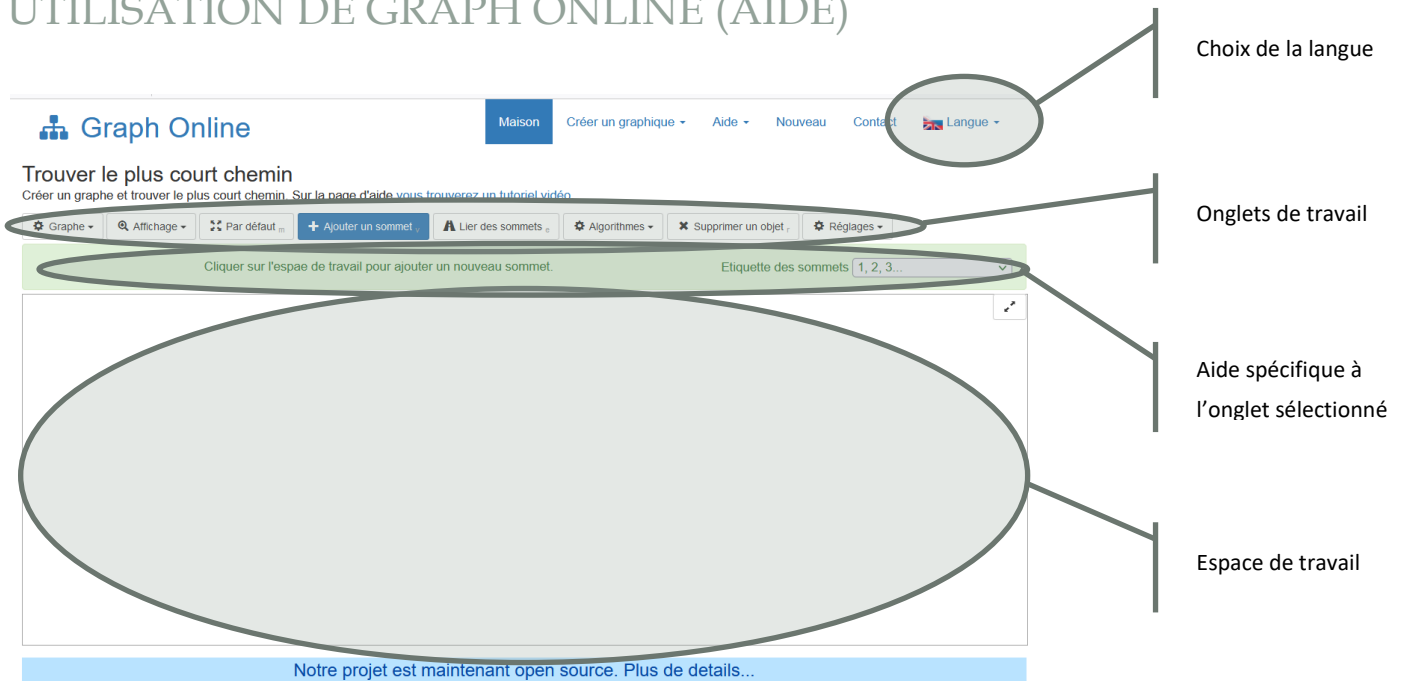 UTILISATION DE GRAPH ONLINE (AIDE)
Choix de la langue
Graph Online
Maison Créer un graphique Aide Nouveau Contact Langue
Trouver le plus court chemin
Créer un graphe et trouver le plus court chemin. Sur la page d'aide vous trouverez un tutoriel vidéo
Onglets de travail
Graphe Affichage Par défaut m Ajouter un sommet v Lier des sommets e Algorithmes Supprimer un objet r Réglages
Cliquer sur l'espae de travail pour ajouter un nouveau sommet. Etiquette des sommets 1, 2, 3...
Aide spécifique à
l'onglet sélectionné
Espace de travail
Notre projet est maintenant open source. Plus de details...